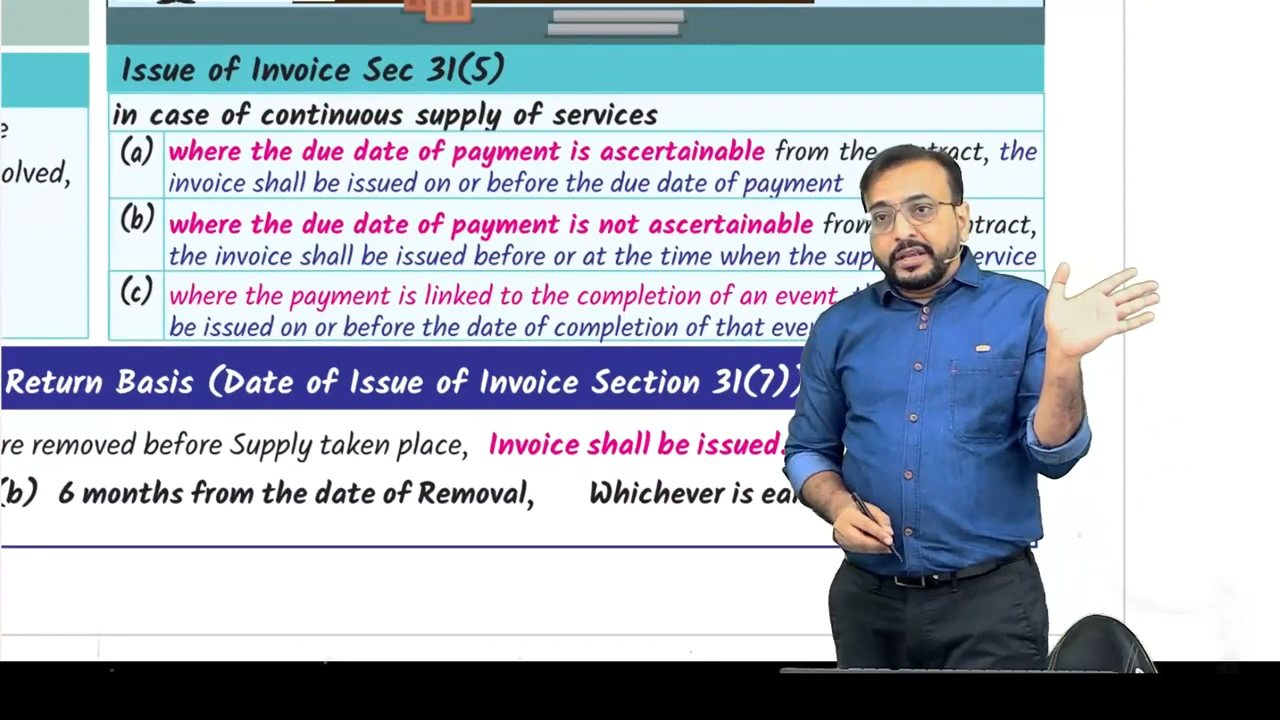 Issue of Invoice Sec 31(5)
in case of continuous supply of services
(a) where the due date of payment is ascertainable from the contract, the
invoice shall be issued on or before the due date of payment
(b) where the due date of payment is not ascertainable from contract,
the invoice shall be issued before or at the time when the service
(c) where the payment is linked to the completion of an event,
be issued on or before the date of completion of that
olved,
Return Basis (Date of Issue of Invoice Section 31(7))
re removed before Supply taken place, Invoice shall be issued.
(b) 6 months from the date of Removal, Whichever is